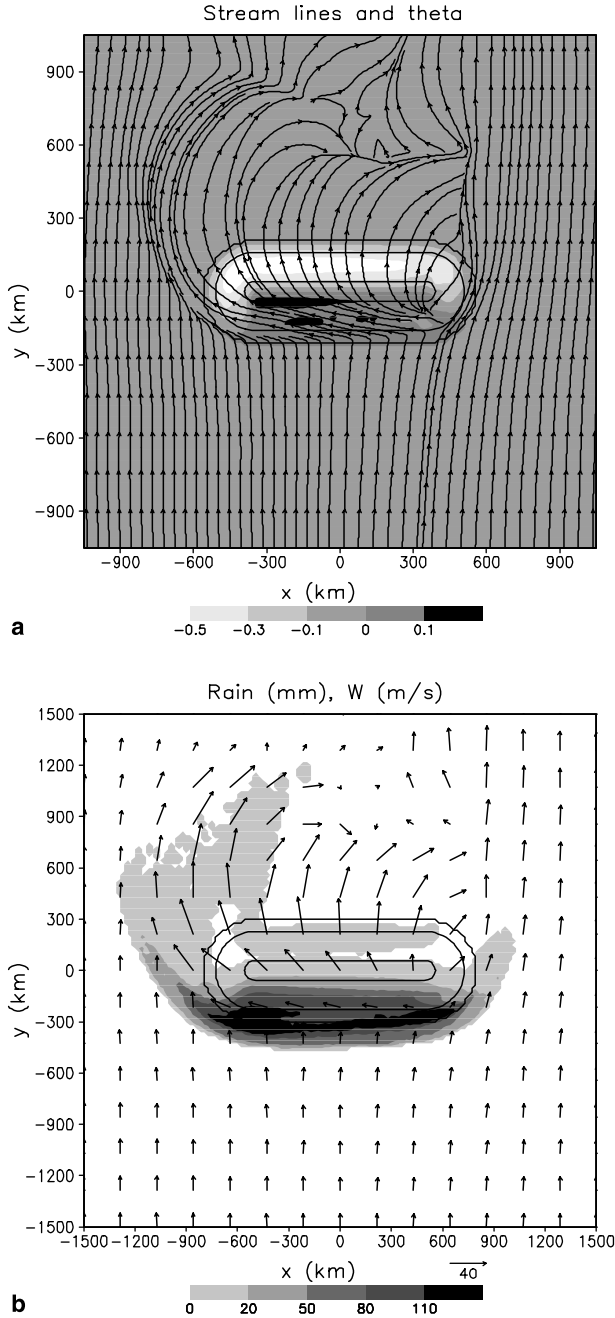 Stream lines and theta
900
600
300
0
−300
−600
−900
y (km)
−900 −600 −300 0 300 600 900
x (km)
−0.5 −0.3 −0.1 0 0.1
a
Rain (mm), W (m/s)
1500
1200
900
600
300
0
−300
−600
−900
−1200
−1500
y (km)
−1500 −1200 −900 −600 −300 0 300 600 900 1200 1500
x (km)
40
0 20 50 80 110
b